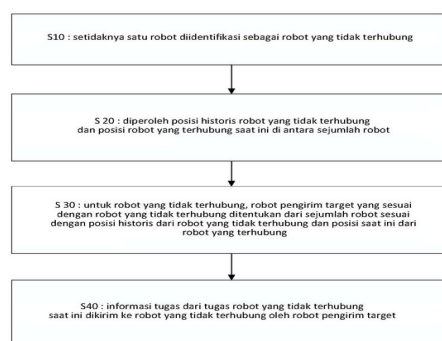 S10 : setidaknya satu robot diidentifikasi sebagai robot yang tidak terhubung
S 20 : diperoleh posisi historis robot yang tidak terhubung
dan posisi robot yang terhubung saat ini di antara sejumlah robot
S 30 : untuk robot yang tidak terhubung, robot pengirim target yang sesuai
dengan robot yang tidak terhubung ditentukan dari sejumlah robot sesuai
dengan posisi historis dari robot yang tidak terhubung dan posisi saat ini dari
robot yang terhubung
S40 : informasi tugas dari tugas robot yang tidak terhubung
saat ini dikirim ke robot yang tidak terhubung oleh robot pengirim target